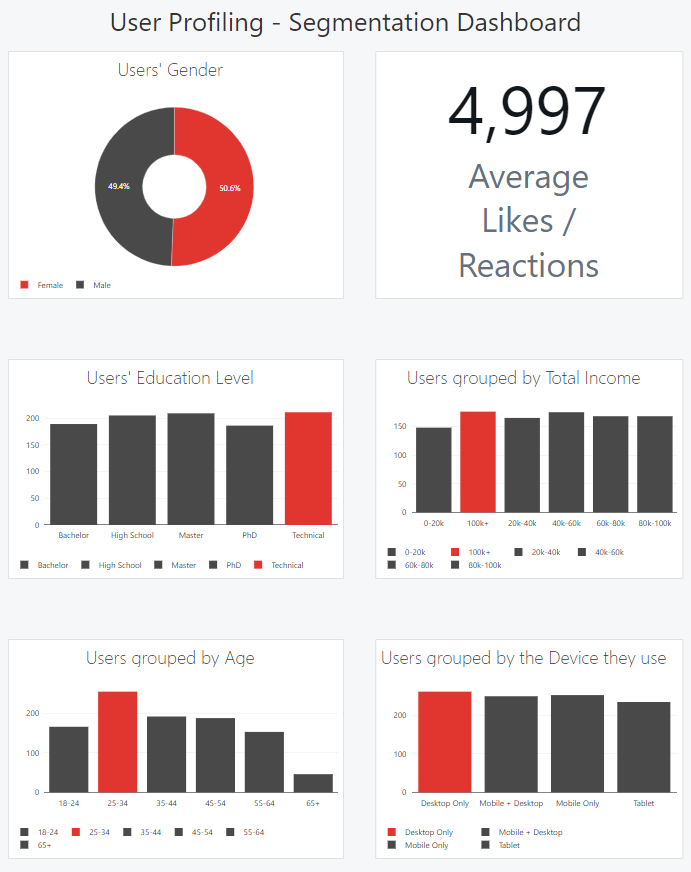 User Profiling - Segmentation Dashboard
Users' Gender
49.4%
50.6%
Female Male
4,997
Average
Likes /
Reactions
Users' Education Level
200
150
100
50
0
Bachelor High School Master PhD Technical
Bachelor High School Master PhD Technical
Users grouped by Total Income
150
100
50
0
0-20k 100k+ 20k-40k 40k-60k 60k-80k 80k-100k
0-20k 100k+ 20k-40k 40k-60k
60k-80k 80k-100k
Users grouped by Age
200
100
0
18-24 25-34 35-44 45-54 55-64 65+
18-24 25-34 35-44 45-54 55-64
65+
Users grouped by the Device they use
200
100
0
Desktop Only Mobile + Desktop Mobile Only Tablet
Desktop Only Mobile + Desktop
Mobile Only Tablet